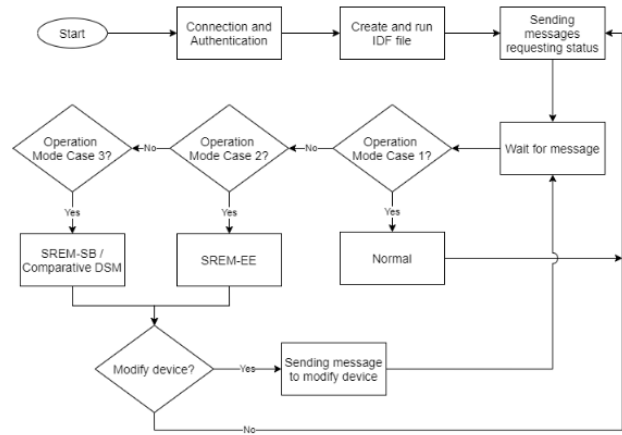 Start
Connection and
Authentication
Create and run
IDF file
Sending
messages
requesting status
Operation
Mode Case 3?
No
Operation
Mode Case 2?
No
Operation
Mode Case 1?
Wait for message
Yes
Yes
Yes
SREM-SB /
Comparative DSM
SREM-EE
Normal
Modify device?
Yes
Sending message
to modify device
No